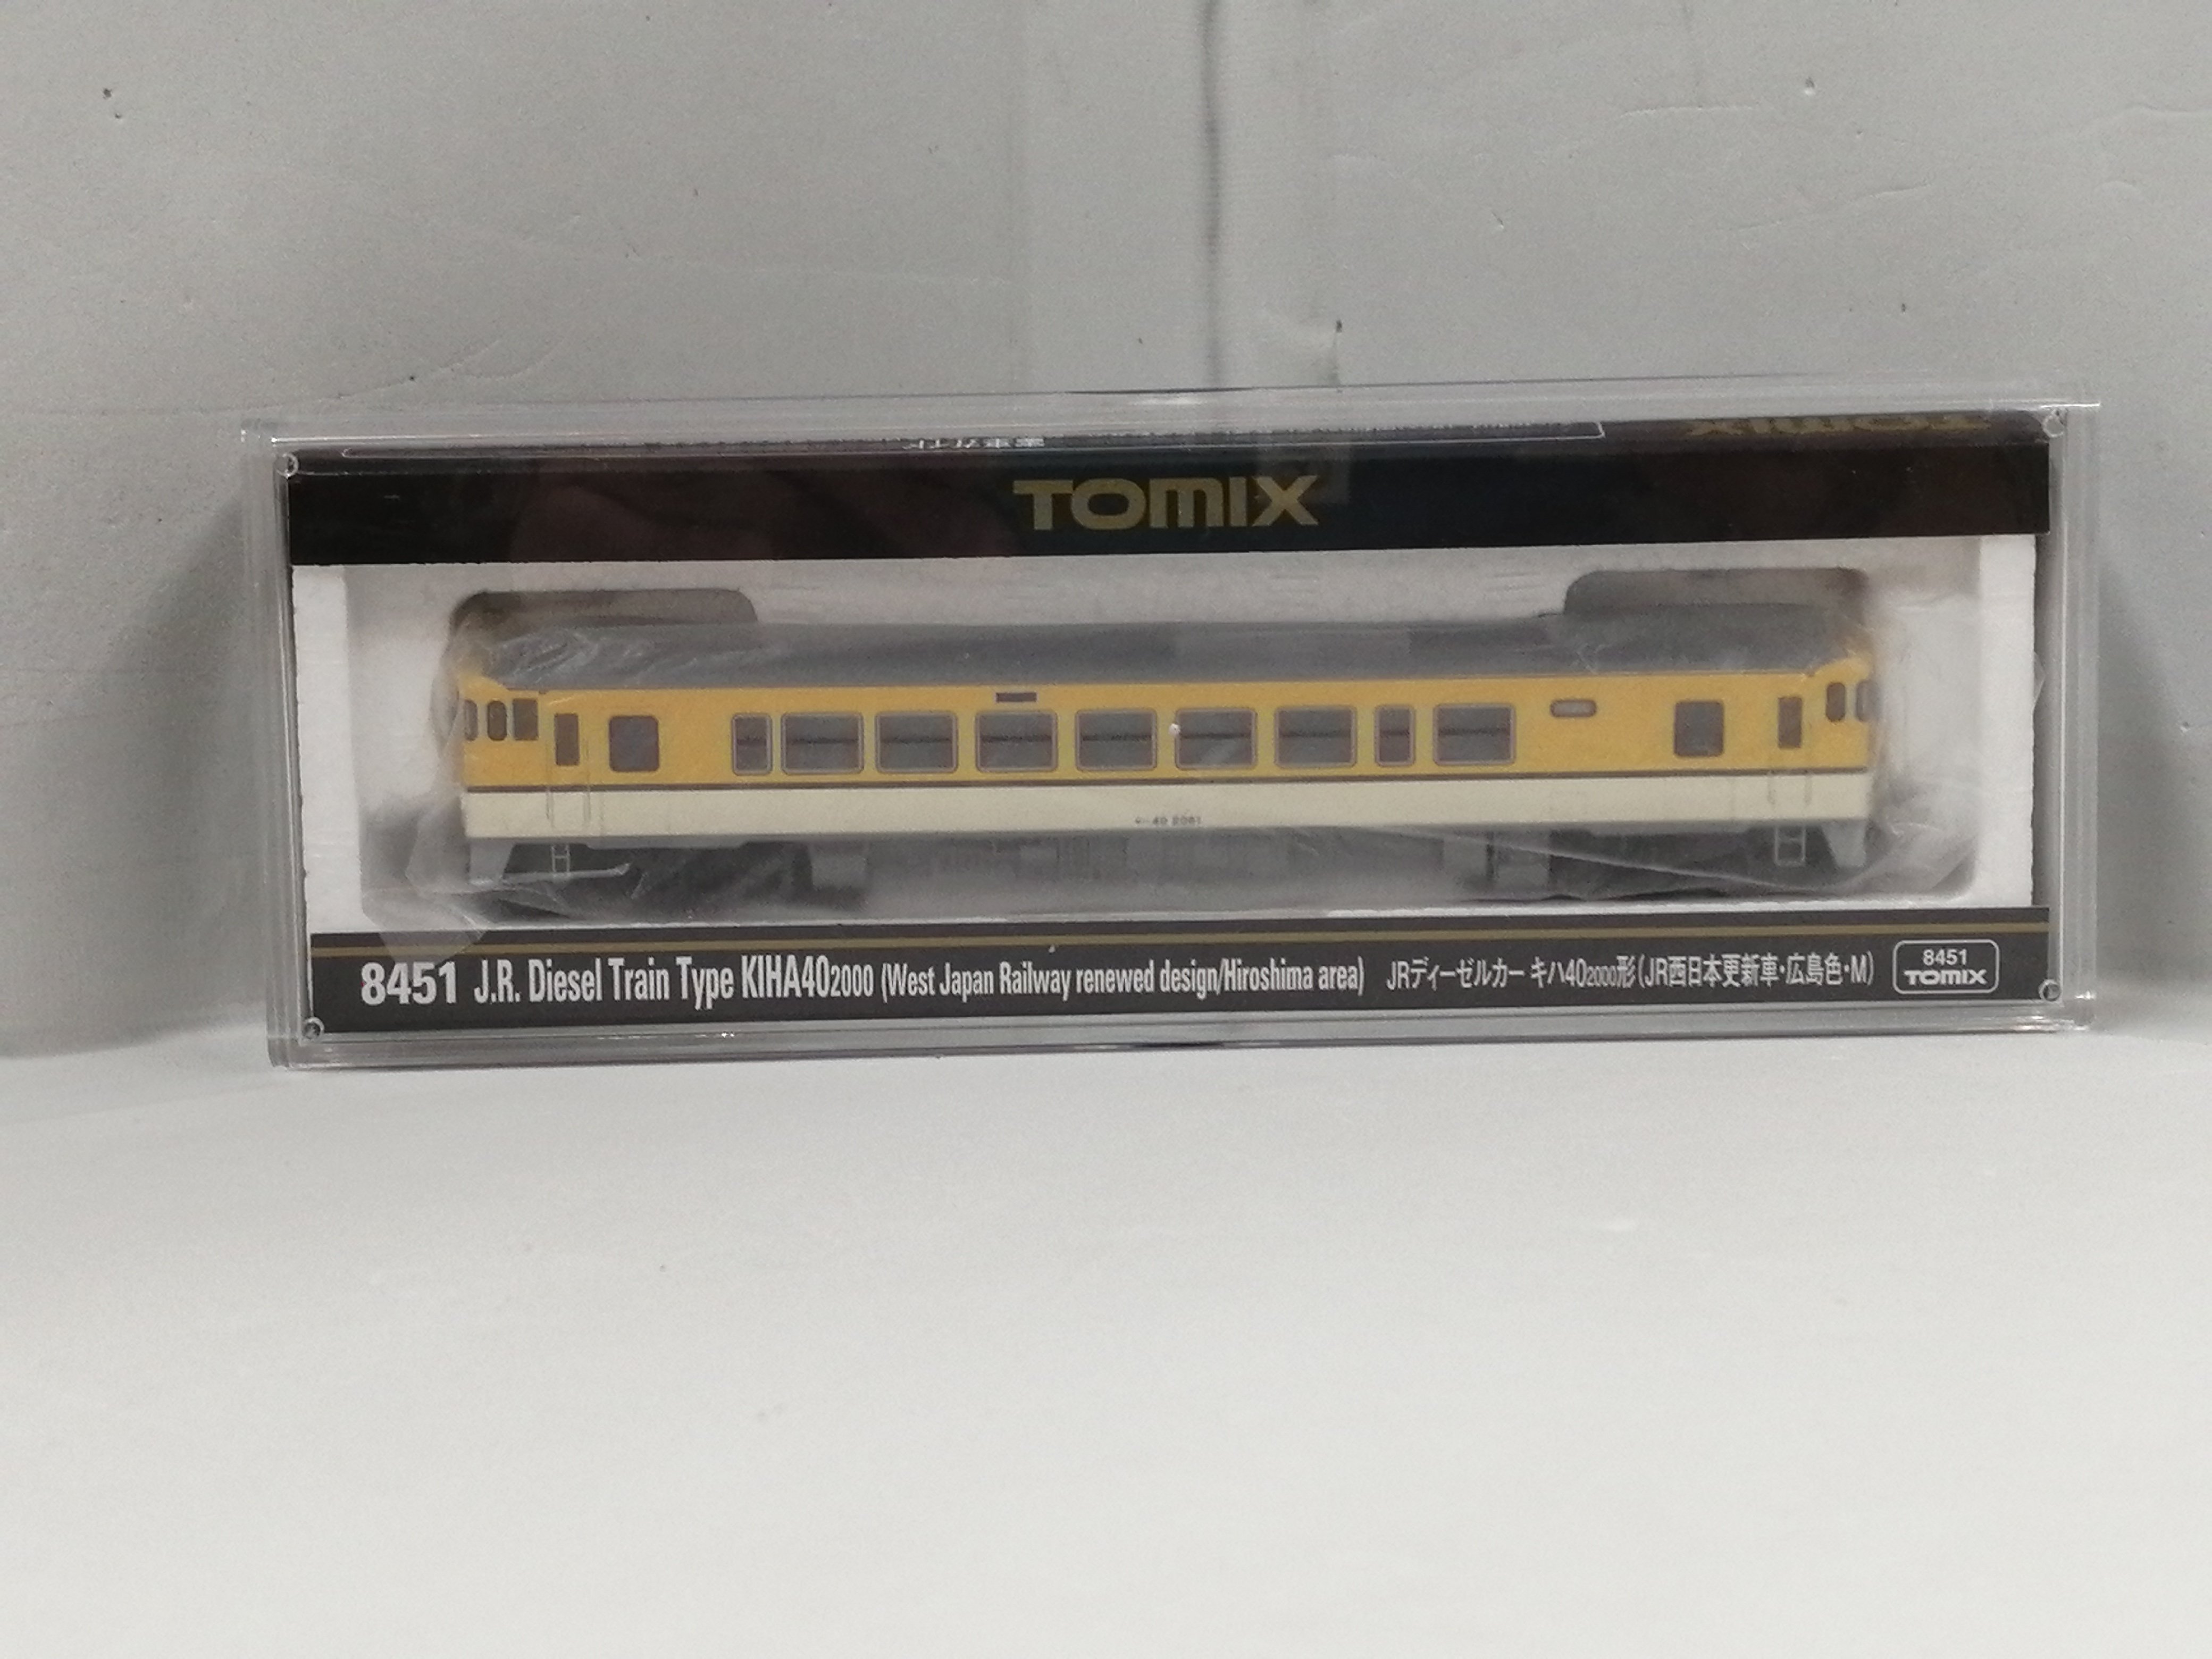 TOMIX
TOMIX
8451 J.R. Diesel Train Type KIHA402000 (West Japan Railway renewed design/Hiroshima area) JRディーゼルカー キハ402000形(JR西日本更新車・広島色・M) 8451 TOMIX